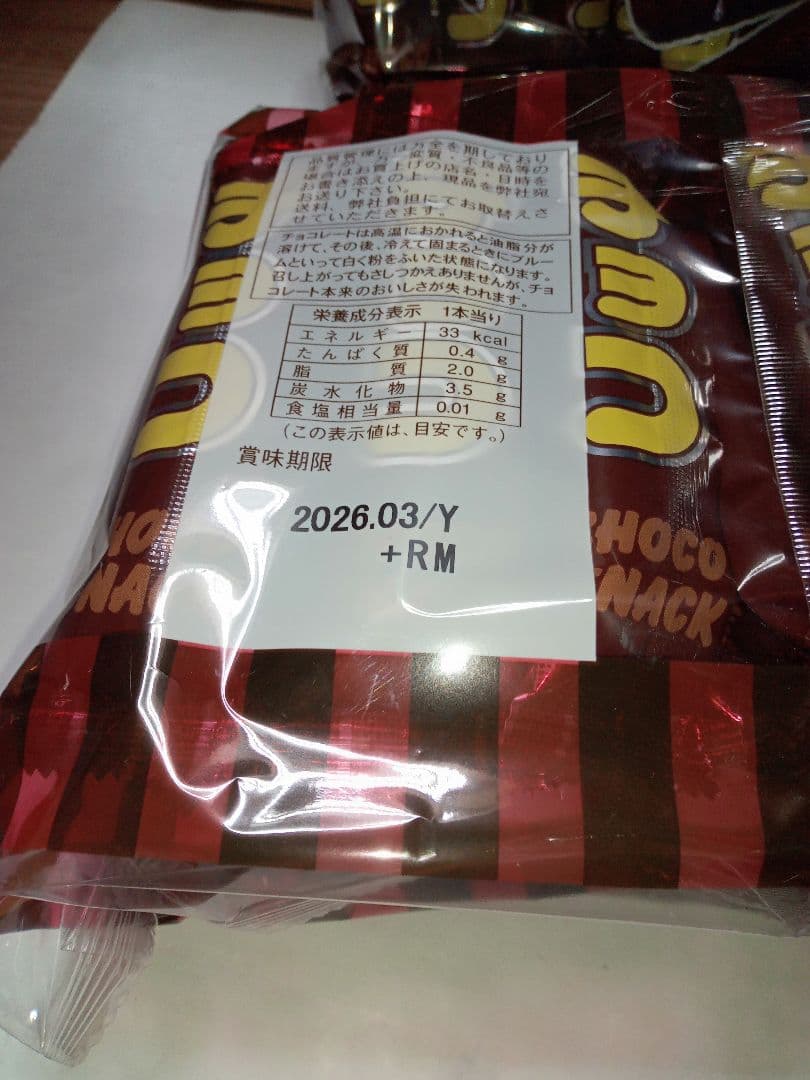 品質管理には万全を期しており
ますが、万一変質・不良品等の
場合はお買上げの店名・日時を
お書き添えの上、現品を弊社宛
お送り下さい。
送料、弊社負担にてお取替えさ
せていただきます。
チョコレートは高温におかれると油脂分が
溶けて、その後、冷えて固まるときにブルー
ムといって白く粉をふいた状態になります。
召し上がってもさしつかえありませんが、チョ
コレート本来のおいしさが失われます。
栄養成分表示 1本当り
エネルギー 33 kcal
たんぱく質 0.4 g
脂質 2.0 g
炭水化物 3.5 g
食塩相当量 0.01 g
(この表示値は、目安です。)
賞味期限
2026.03/Y
+RM
CHOCO
SNACK